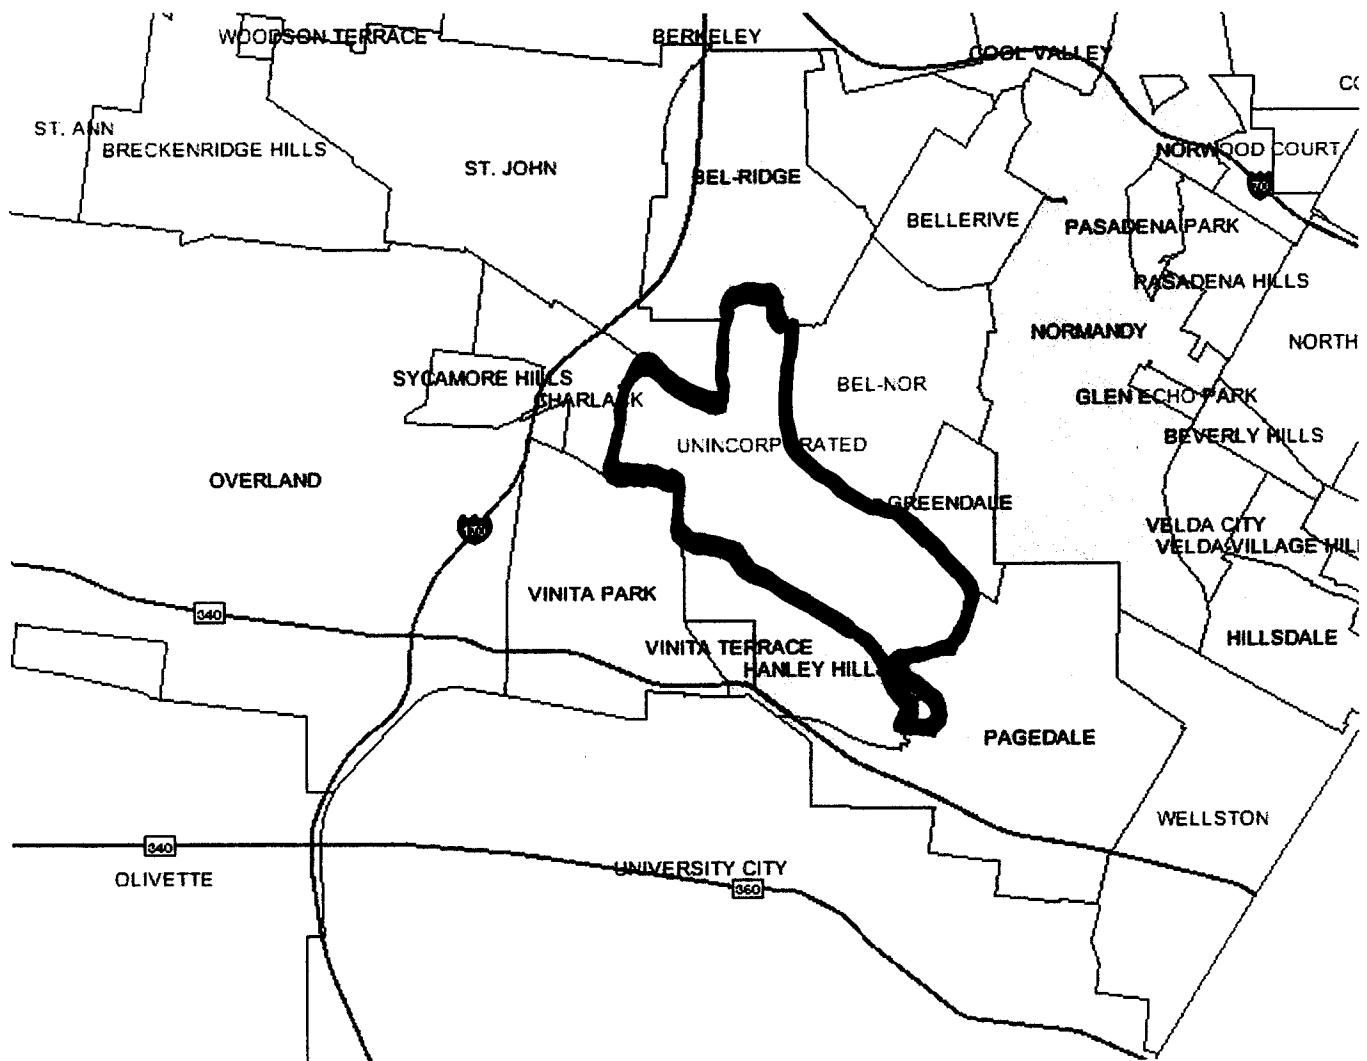 WOODSON TERRACE
BERKELEY
COOL VALLEY
ST. ANN
BRECKENRIDGE HILLS
ST. JOHN
BEL-RIDGE
NORWOOD COURT
70
BELLERIVE
PASADENA PARK
PASADENA HILLS
NORMANDY
NORTH
SYCAMORE HILLS
CHARLACK
BEL-NOR
GLEN ECHO PARK
BEVERLY HILLS
UNINCORPORATED
OVERLAND
GREENDALE
VELDA CITY
VELDA VILLAGE HIL
170
VINITA PARK
340
HILLSDALE
VINITA TERRACE
HANLEY HILLS
PAGEDALE
WELLSTON
340
OLIVETTE
UNIVERSITY CITY
360